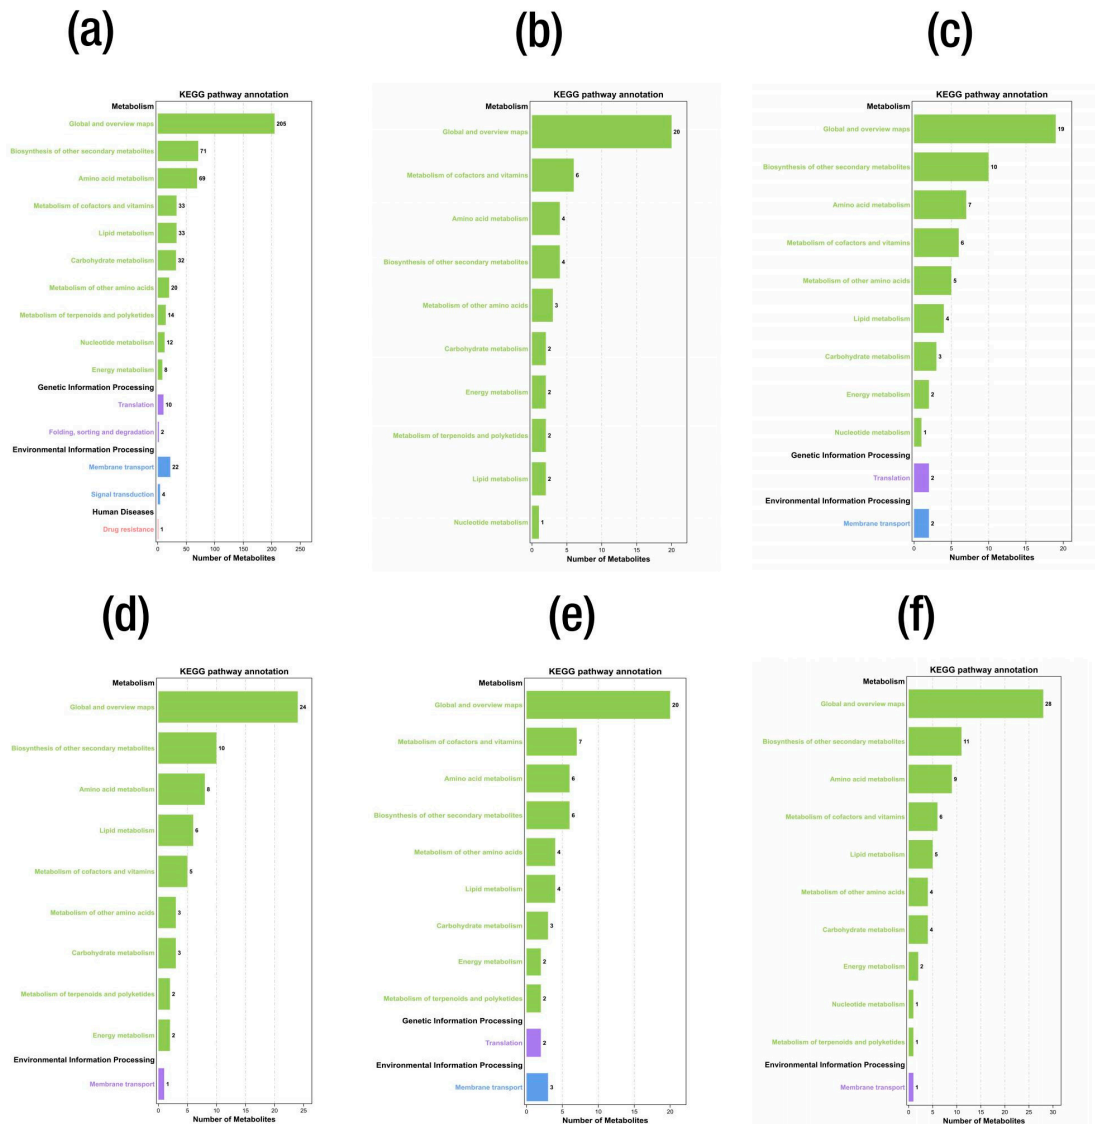 (a)
KEGG pathway annotation
Metabolism
Global and overview maps 205
Biosynthesis of other secondary metabolites 71
Amino acid metabolism 69
Metabolism of cofactors and vitamins 33
Lipid metabolism 33
Carbohydrate metabolism 32
Metabolism of other amino acids 20
Metabolism of terpenoids and polyketides 14
Nucleotide metabolism 12
Energy metabolism 8
Genetic Information Processing
Translation 10
Folding, sorting and degradation 2
Environmental Information Processing
Membrane transport 22
Signal transduction 4
Human Diseases
Drug resistance 1
0 50 100 150 200 250
Number of Metabolites
(b)
KEGG pathway annotation
Metabolism
Global and overview maps 20
Metabolism of cofactors and vitamins 6
Amino acid metabolism 4
Biosynthesis of other secondary metabolites 4
Metabolism of other amino acids 3
Carbohydrate metabolism 2
Energy metabolism 2
Metabolism of terpenoids and polyketides 2
Lipid metabolism 2
Nucleotide metabolism 1
0 5 10 15 20
Number of Metabolites
(c)
KEGG pathway annotation
Metabolism
Global and overview maps 19
Biosynthesis of other secondary metabolites 10
Amino acid metabolism 7
Metabolism of cofactors and vitamins 6
Metabolism of other amino acids 5
Lipid metabolism 4
Carbohydrate metabolism 3
Energy metabolism 2
Nucleotide metabolism 1
Genetic Information Processing
Translation 2
Environmental Information Processing
Membrane transport 2
0 5 10 15 20
Number of Metabolites
(d)
KEGG pathway annotation
Metabolism
Global and overview maps 24
Biosynthesis of other secondary metabolites 10
Amino acid metabolism 8
Lipid metabolism 6
Metabolism of cofactors and vitamins 5
Metabolism of other amino acids 3
Carbohydrate metabolism 3
Metabolism of terpenoids and polyketides 2
Energy metabolism 2
Environmental Information Processing
Membrane transport 1
0 5 10 15 20 25
Number of Metabolites
(e)
KEGG pathway annotation
Metabolism
Global and overview maps 20
Metabolism of cofactors and vitamins 7
Amino acid metabolism 6
Biosynthesis of other secondary metabolites 6
Metabolism of other amino acids 4
Lipid metabolism 4
Carbohydrate metabolism 3
Energy metabolism 2
Metabolism of terpenoids and polyketides 2
Genetic Information Processing
Translation 2
Environmental Information Processing
Membrane transport 3
0 5 10 15 20
Number of Metabolites
(f)
KEGG pathway annotation
Metabolism
Global and overview maps 28
Biosynthesis of other secondary metabolites 11
Amino acid metabolism 9
Metabolism of cofactors and vitamins 6
Lipid metabolism 5
Metabolism of other amino acids 4
Carbohydrate metabolism 4
Energy metabolism 2
Nucleotide metabolism 1
Metabolism of terpenoids and polyketides 1
Environmental Information Processing
Membrane transport 1
0 5 10 15 20 25 30
Number of Metabolites